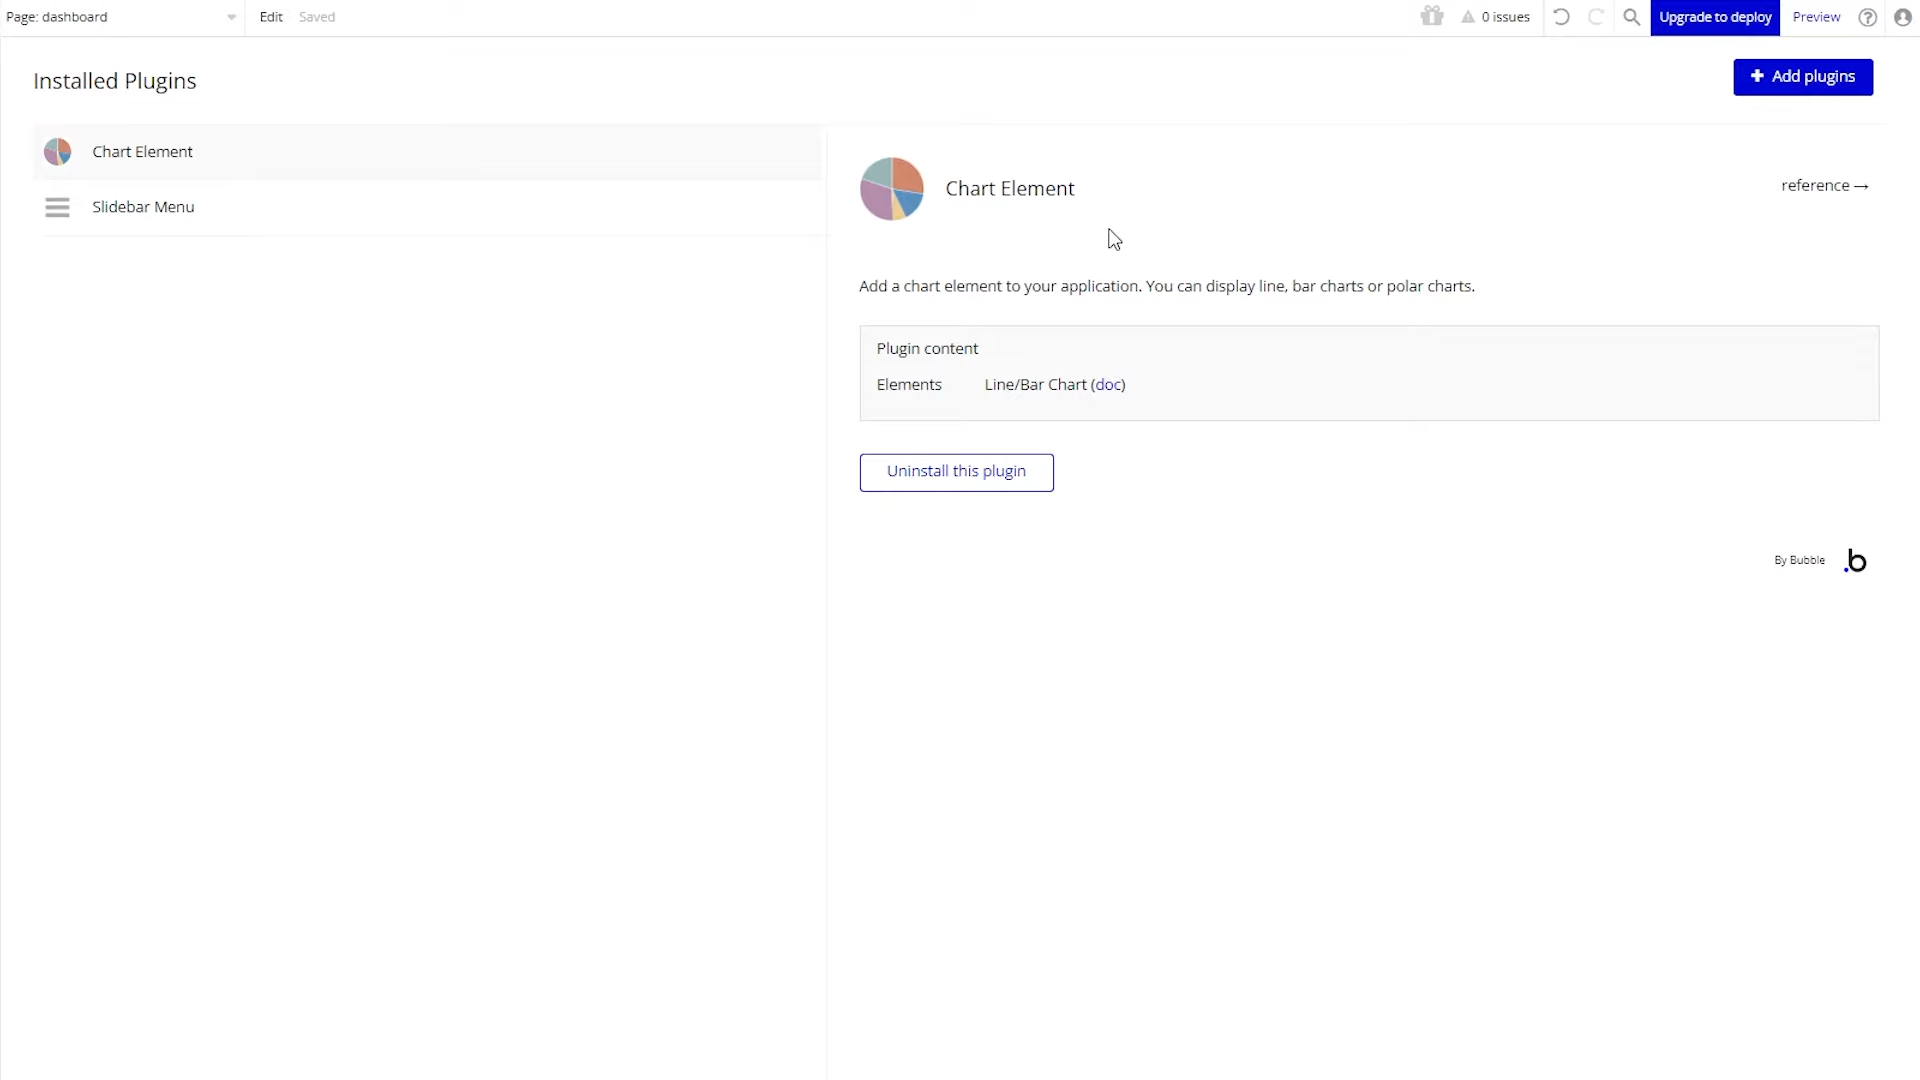 Page: dashboard
Edit
Saved
0 issues
Upgrade to deploy
Preview
Installed Plugins
+ Add plugins
Chart Element
Slidebar Menu
Chart Element
reference →
Add a chart element to your application. You can display line, bar charts or polar charts.
Plugin content
Elements Line/Bar Chart (doc)
Uninstall this plugin
By Bubble .b